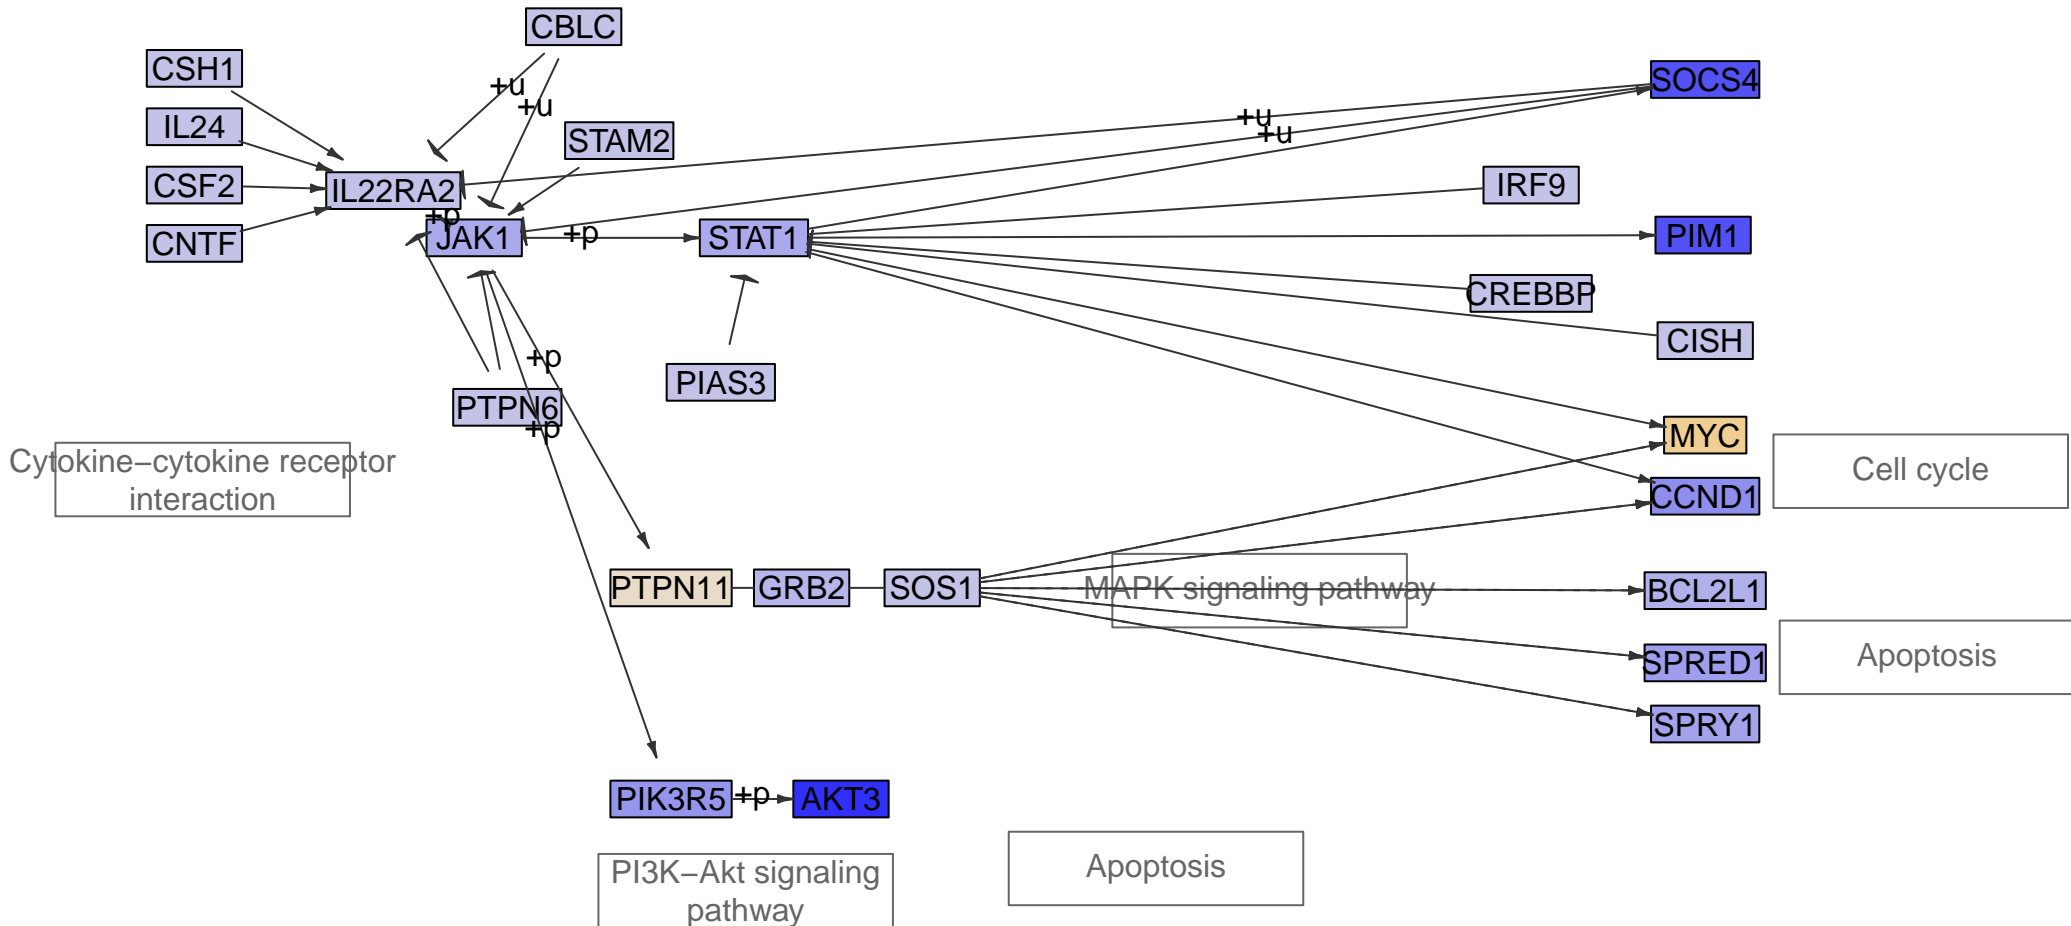 CBLC
CSH1
+u
SOCS4
+u
IL24
+u
STAM2
+u
CSF2
IL22RA2
IRF9
+p
CNTF
JAK1
+p
STAT1
PIM1
CREBBP
CISH
+p
PIAS3
PTPN6
+p
MYC
Cytokine−cytokine receptor
interaction
Cell cycle
CCND1
PTPN11
GRB2
SOS1
MAPK signaling pathway
BCL2L1
SPRED1
Apoptosis
SPRY1
PIK3R5
+p
AKT3
PI3K−Akt signaling
pathway
Apoptosis